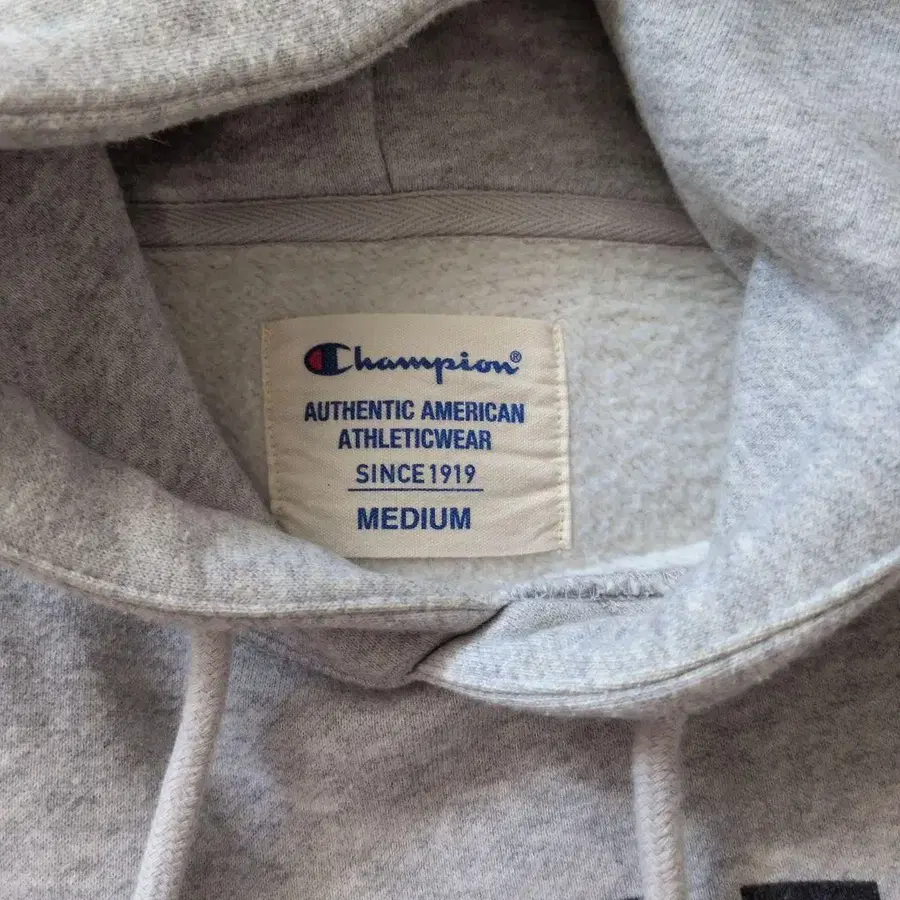 Champion®
AUTHENTIC AMERICAN
ATHLETICWEAR
SINCE 1919
MEDIUM